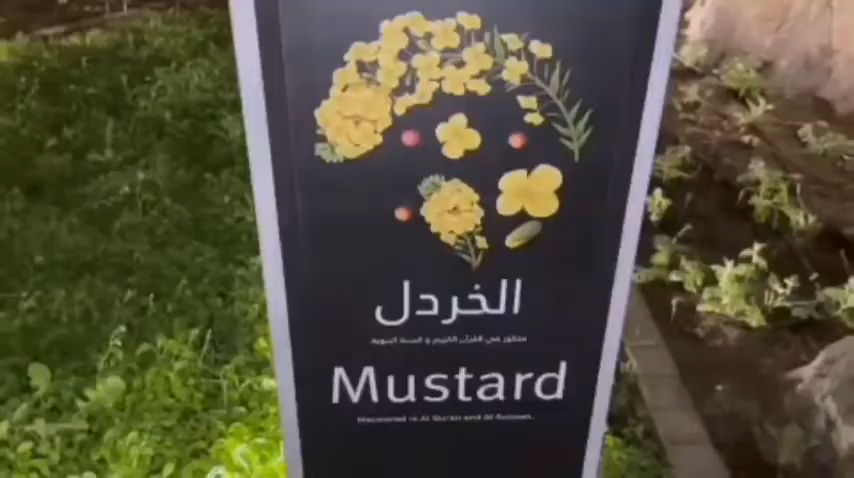 الخردل
مذكور في القرآن الكريم و السنة النبوية
Mustard
Mentioned in Al Quran and Al Sunnah.